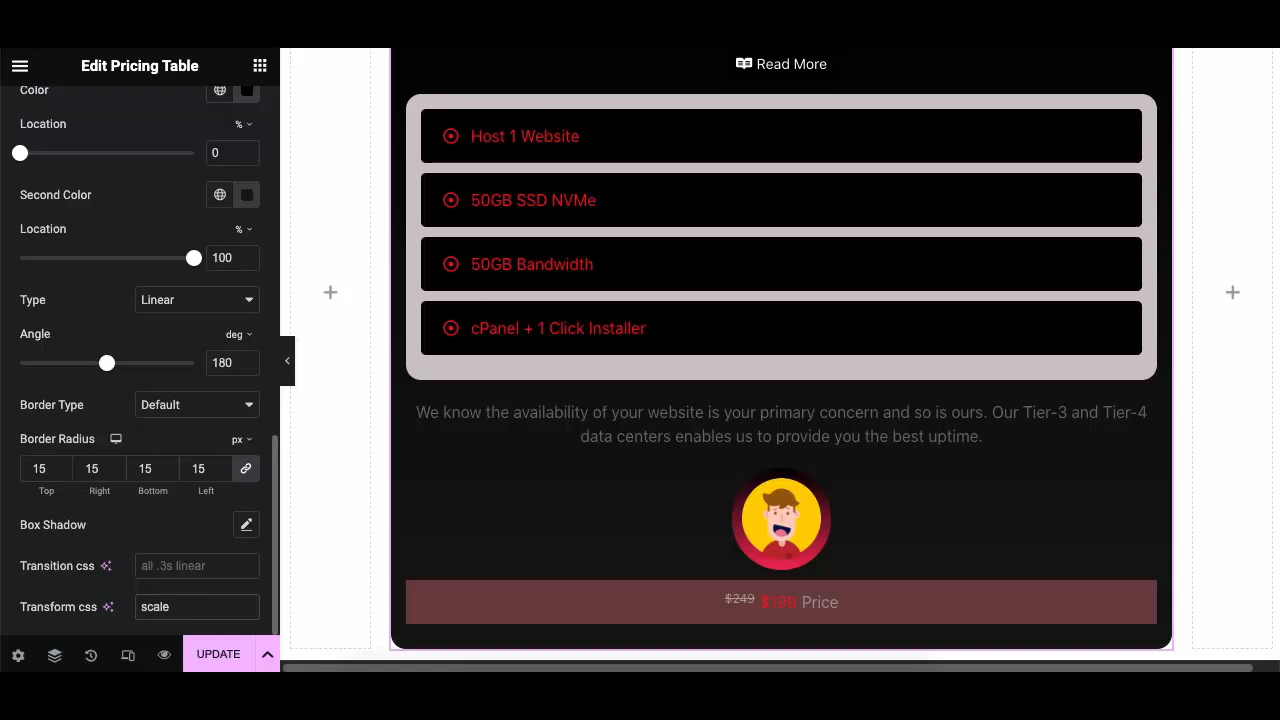 Edit Pricing Table
Color
Location %
0
Second Color
Location %
100
Type Linear
Angle deg
180
Border Type Default
Border Radius px
15 15 15 15
Top Right Bottom Left
Box Shadow
Transition css all .3s linear
Transform css scale
UPDATE
Read More
Host 1 Website
50GB SSD NVMe
50GB Bandwidth
cPanel + 1 Click Installer
We know the availability of your website is your primary concern and so is ours. Our Tier-3 and Tier-4
data centers enables us to provide you the best uptime.
$249 $199 Price